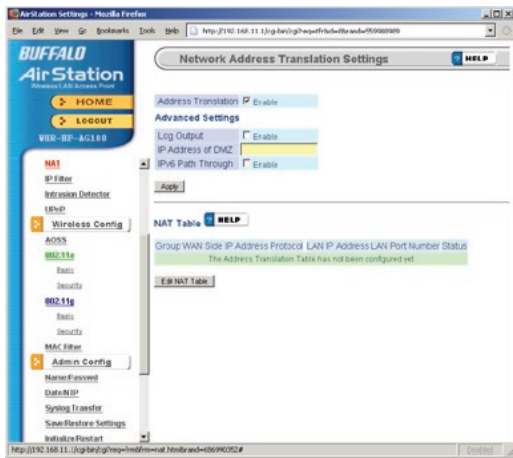 AirStation Settings - Mozilla Firefox
File Edit View Go Bookmarks Tools Help
BUFFALO
AirStation
Wireless LAN Access Point
HOME
LOGOUT
WHR-HP-AG108
NAT
IP Filter
Intrusion Detector
UPnP
Wireless Config
AOSS
802.11a
Basic
Security
802.11g
Basic
Security
MAC Filter
Admin Config
Name/Passwd
Date/NTP
Syslog Transfer
Save/Restore Settings
Initialize/Restart
Network Address Translation Settings
HELP
Address Translation Enable
Advanced Settings
Log Output Enable
IP Address of DMZ
IPv6 Path Through Enable
Apply
NAT Table HELP
Group WAN Side IP Address Protocol LAN IP Address LAN Port Number Status
The Address Translation Table has not been configured yet
Edit NAT Table